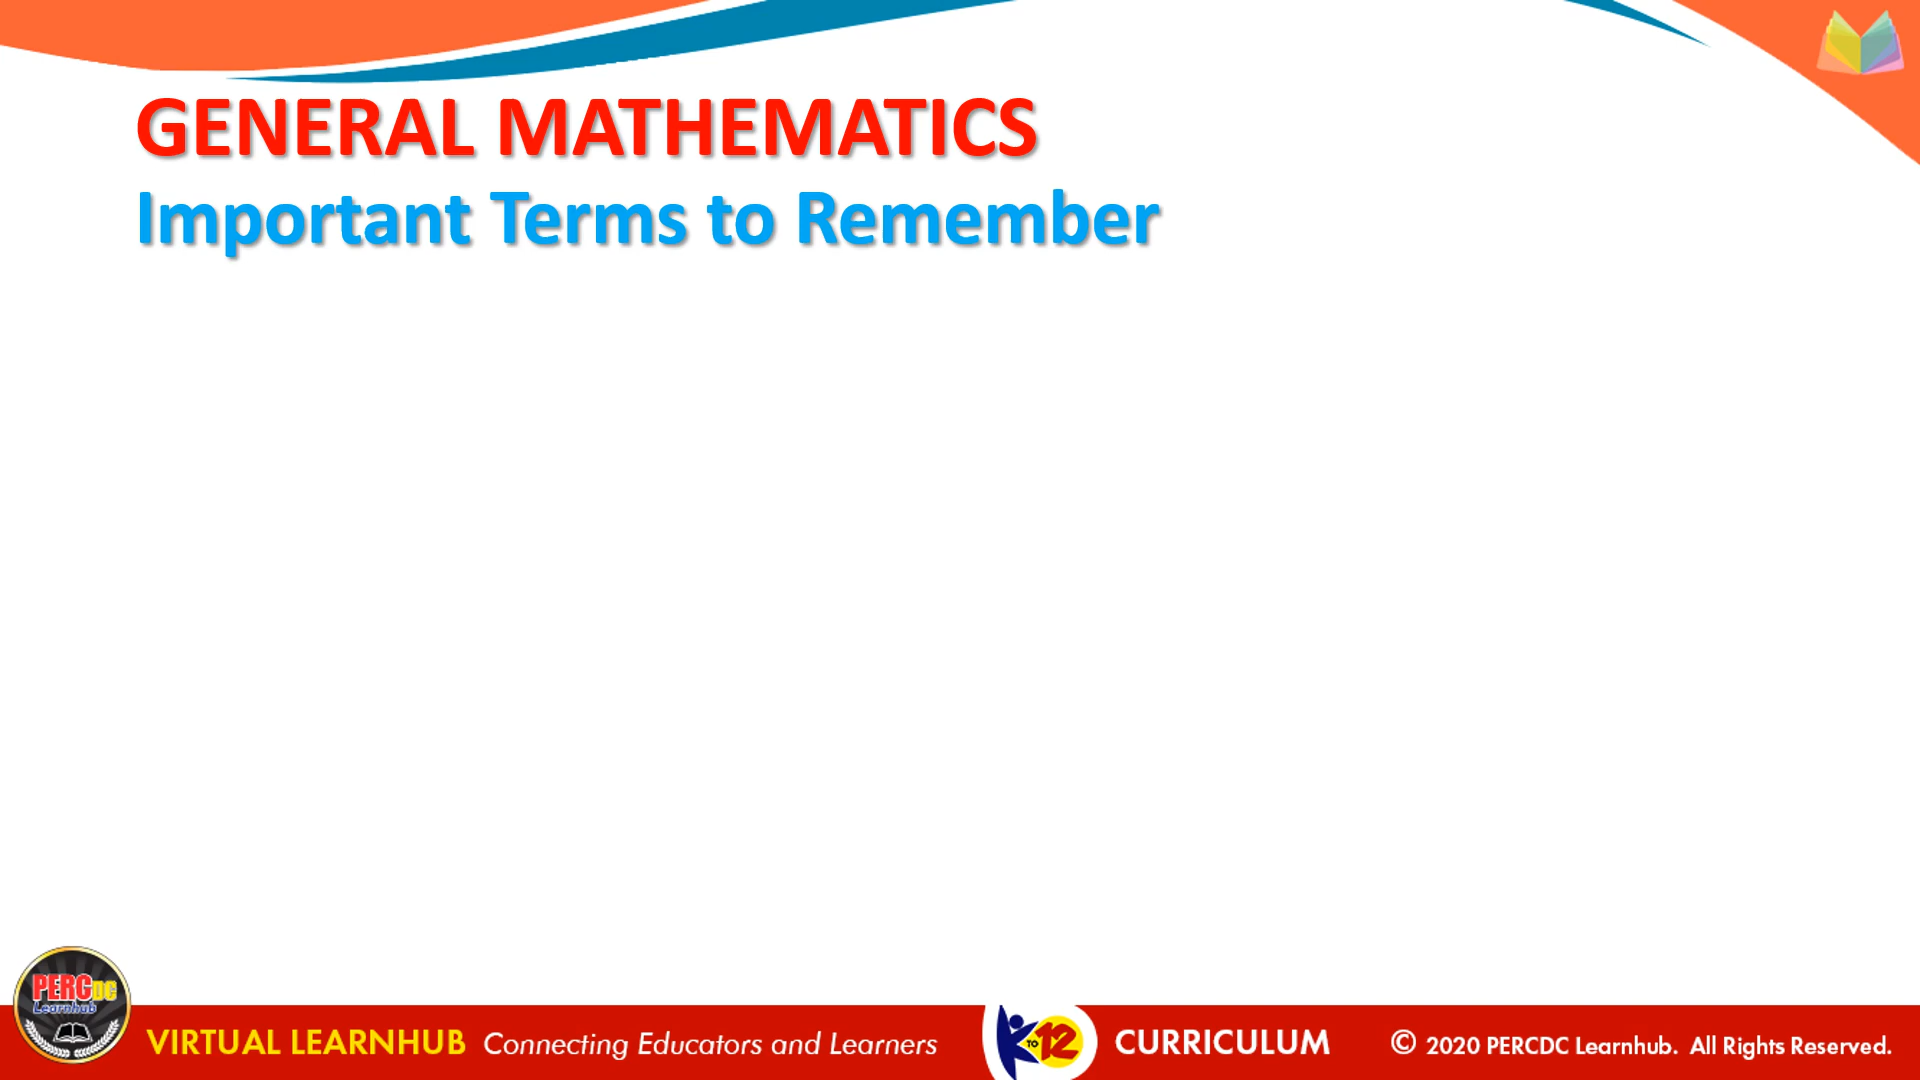 GENERAL MATHEMATICS
Important Terms to Remember
PERCDC
Learnhub
VIRTUAL LEARNHUB Connecting Educators and Learners
K TO 12 CURRICULUM
© 2020 PERCDC Learnhub. All Rights Reserved.